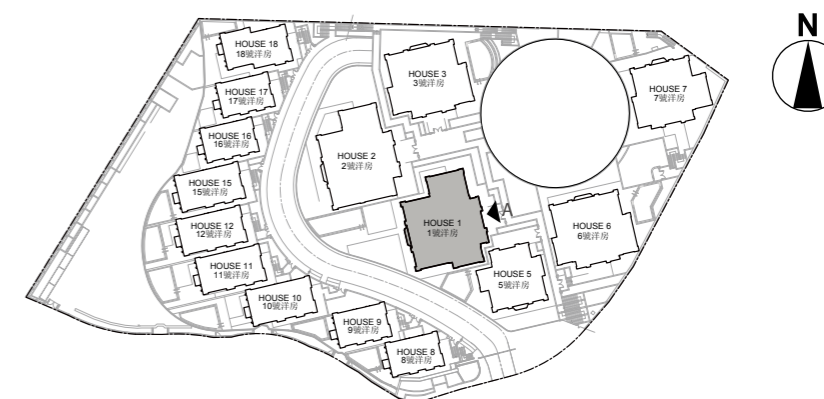 N
HOUSE 18
18號洋房
HOUSE 3
3號洋房
HOUSE 7
7號洋房
HOUSE 17
17號洋房
HOUSE 16
16號洋房
HOUSE 2
2號洋房
HOUSE 15
15號洋房
HOUSE 1
1號洋房
A
HOUSE 12
12號洋房
HOUSE 6
6號洋房
HOUSE 11
11號洋房
HOUSE 5
5號洋房
HOUSE 10
10號洋房
HOUSE 9
9號洋房
HOUSE 8
8號洋房